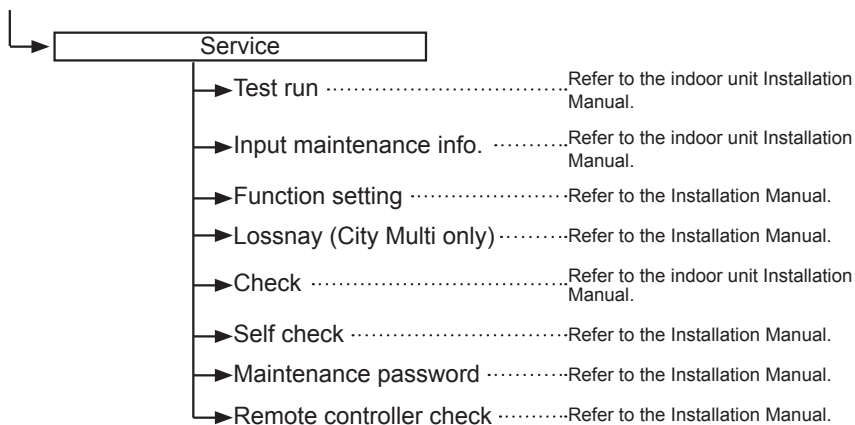 Service
Test run Refer to the indoor unit Installation
Manual.
Input maintenance info. Refer to the indoor unit Installation
Manual.
Function setting Refer to the Installation Manual.
Lossnay (City Multi only) Refer to the Installation Manual.
Check Refer to the indoor unit Installation
Manual.
Self check Refer to the Installation Manual.
Maintenance password Refer to the Installation Manual.
Remote controller check Refer to the Installation Manual.